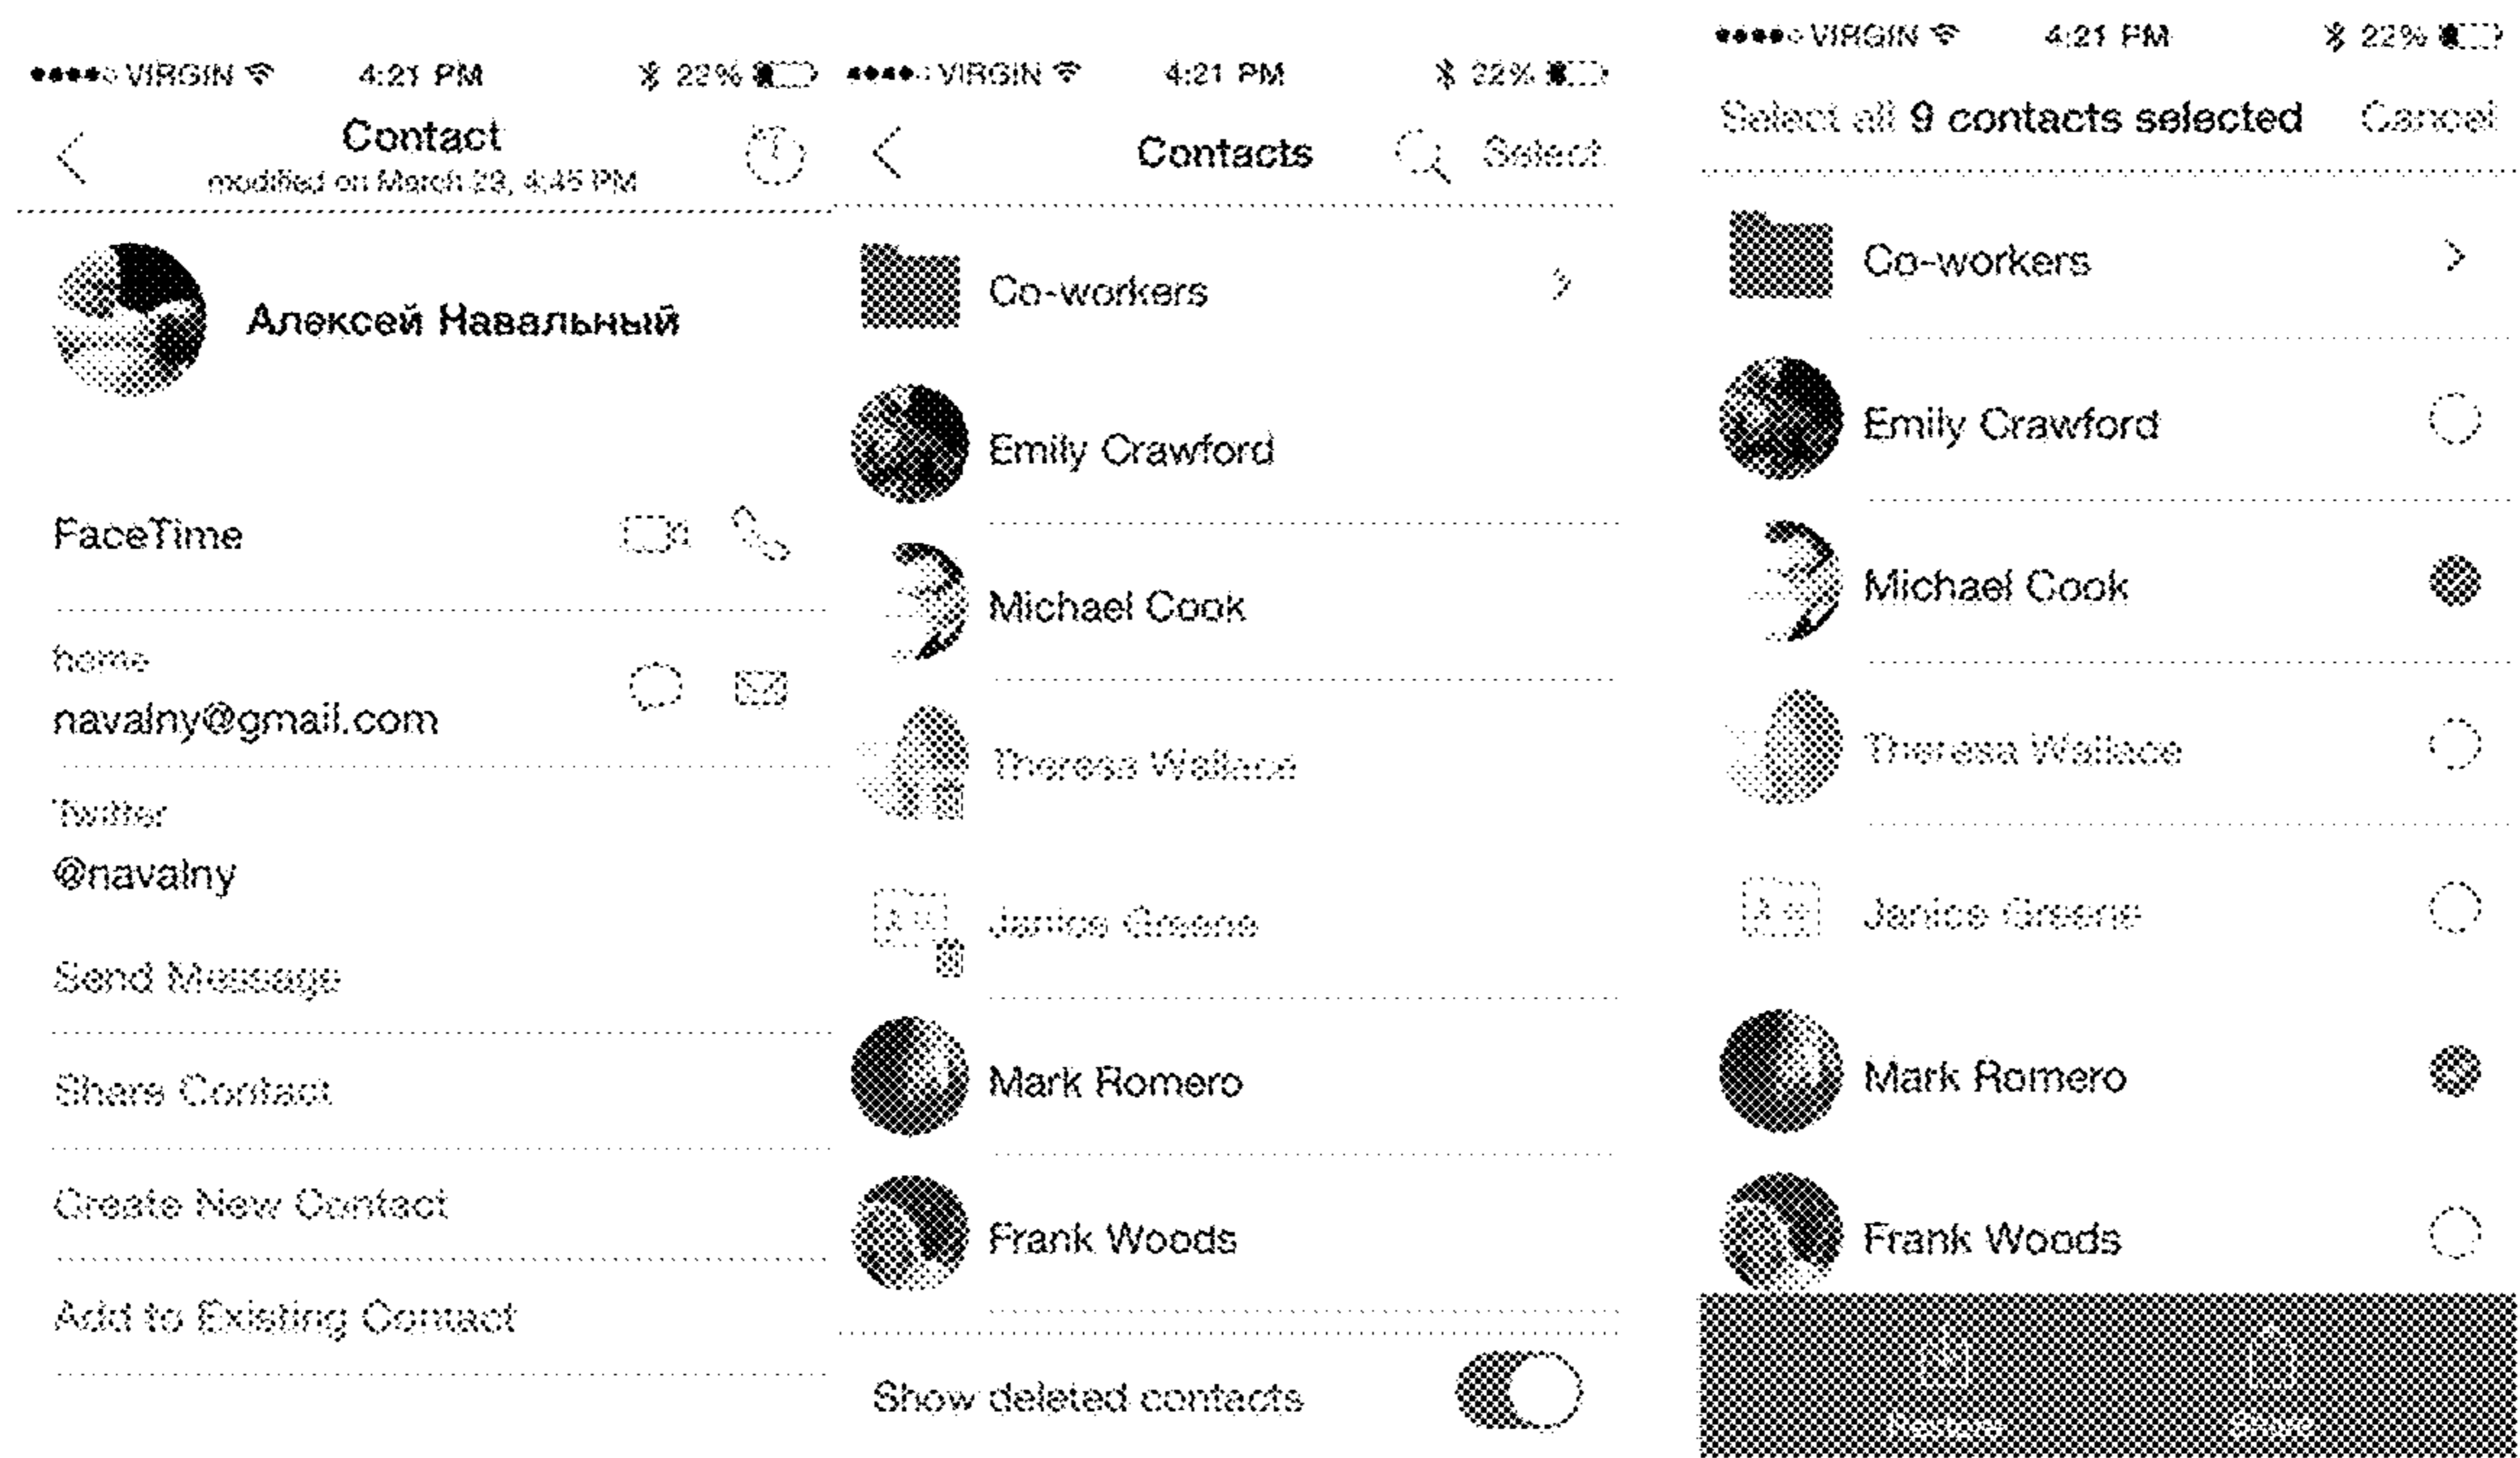 VIRGIN 4:21 PM 22%
Contact
modified on March 29, 4:45 PM
Алексей Навальный
FaceTime
home
navalny@gmail.com
Twitter
@navalny
Send Message
Share Contact
Create New Contact
Add to Existing Contact
VIRGIN 4:21 PM 22%
Contacts Select
Co-workers
Emily Crawford
Michael Cook
Theresa Wallace
Janice Greene
Mark Romero
Frank Woods
Show deleted contacts
VIRGIN 4:21 PM 22%
Select all 9 contacts selected Cancel
Co-workers
Emily Crawford
Michael Cook
Theresa Wallace
Janice Greene
Mark Romero
Frank Woods
Restore Share